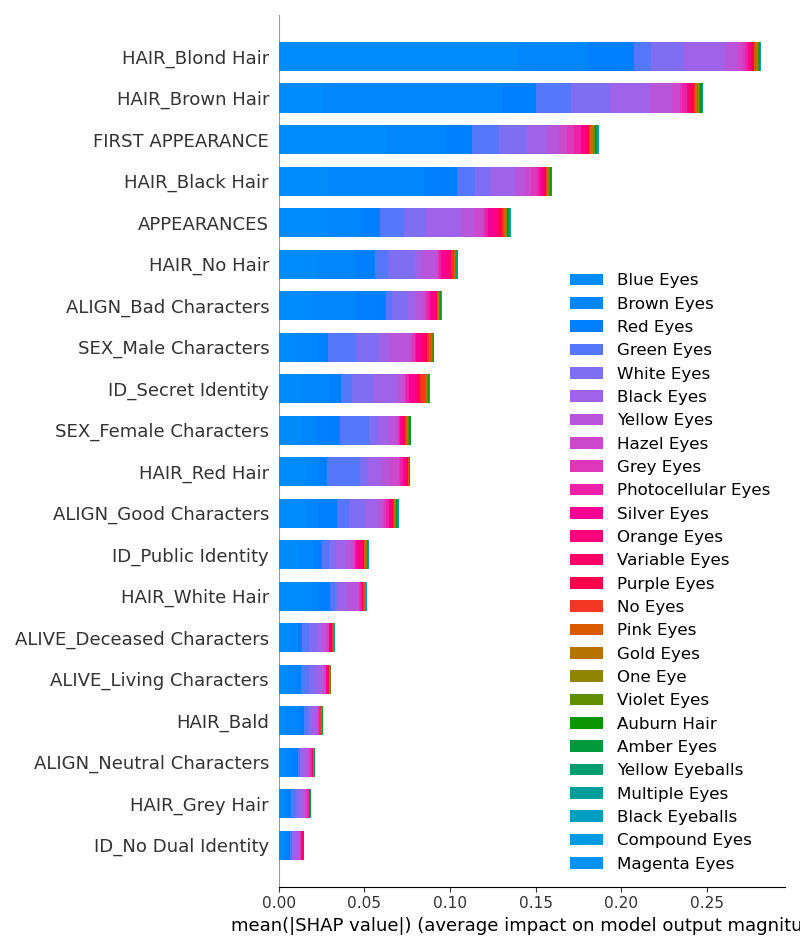 HAIR_Blond Hair
HAIR_Brown Hair
FIRST APPEARANCE
HAIR_Black Hair
APPEARANCES
HAIR_No Hair
ALIGN_Bad Characters
SEX_Male Characters
ID_Secret Identity
SEX_Female Characters
HAIR_Red Hair
ALIGN_Good Characters
ID_Public Identity
HAIR_White Hair
ALIVE_Deceased Characters
ALIVE_Living Characters
HAIR_Bald
ALIGN_Neutral Characters
HAIR_Grey Hair
ID_No Dual Identity
Blue Eyes
Brown Eyes
Red Eyes
Green Eyes
White Eyes
Black Eyes
Yellow Eyes
Hazel Eyes
Grey Eyes
Photocellular Eyes
Silver Eyes
Orange Eyes
Variable Eyes
Purple Eyes
No Eyes
Pink Eyes
Gold Eyes
One Eye
Violet Eyes
Auburn Hair
Amber Eyes
Yellow Eyeballs
Multiple Eyes
Black Eyeballs
Compound Eyes
Magenta Eyes
0.00 0.05 0.10 0.15 0.20 0.25
mean(|SHAP value|) (average impact on model output magnitu